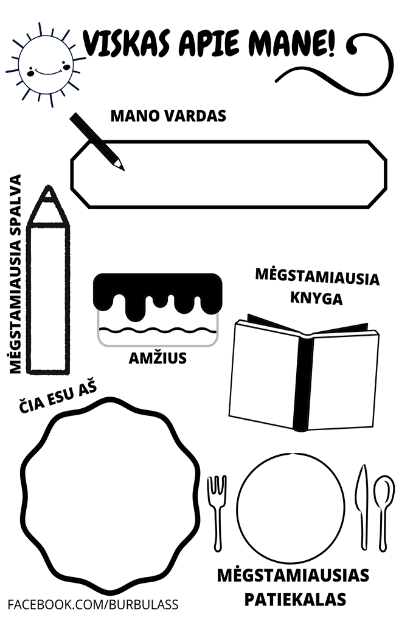 VISKAS APIE MANE!
MANO VARDAS
MĖGSTAMIAUSIA SPALVA
AMŽIUS
MĖGSTAMIAUSIA
KNYGA
ČIA ESU AŠ
MĖGSTAMIAUSIAS
PATIEKALAS
FACEBOOK.COM/BURBULASS